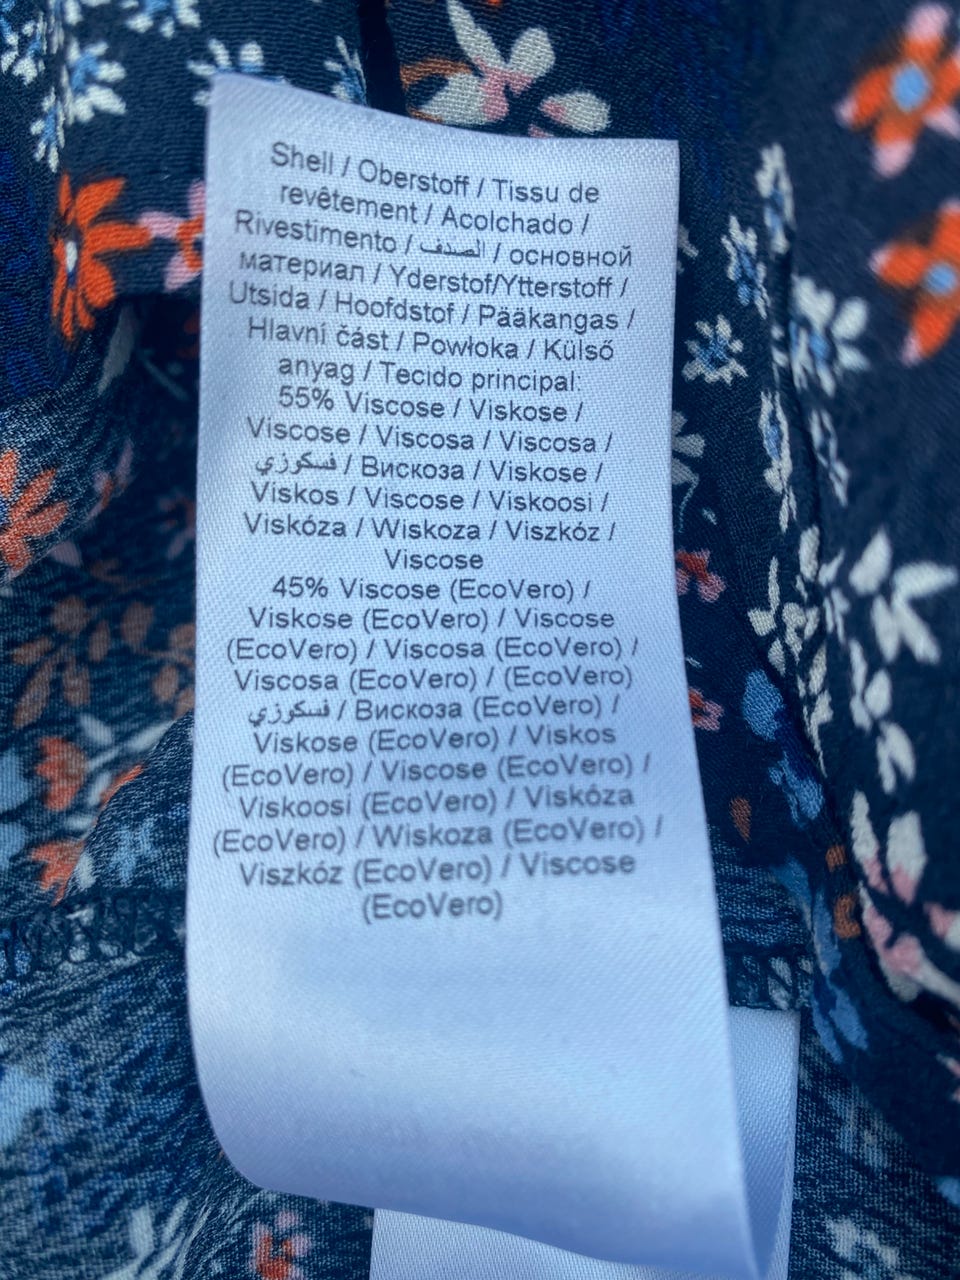 Shell / Oberstoff / Tissu de
revêtement / Acolchado /
Rivestimento / الصدف / основной
материал / Yderstof/Ytterstoff /
Utsida / Hoofdstof / Pääkangas /
Hlavní část / Powłoka / Külső
anyag / Tecido principal:
55% Viscose / Viskose /
Viscose / Viscosa / Viscosa /
فسكوزي / Вискоза / Viskose /
Viskos / Viscose / Viskoosi /
Viskóza / Wiskoza / Viszkóz /
Viscose
45% Viscose (EcoVero) /
Viskose (EcoVero) / Viscose
(EcoVero) / Viscosa (EcoVero) /
Viscosa (EcoVero) / (EcoVero)
فسكوزي / Вискоза (EcoVero) /
Viskose (EcoVero) / Viskos
(EcoVero) / Viscose (EcoVero) /
Viskoosi (EcoVero) / Viskóza
(EcoVero) / Wiskoza (EcoVero) /
Viszkóz (EcoVero) / Viscose
(EcoVero)